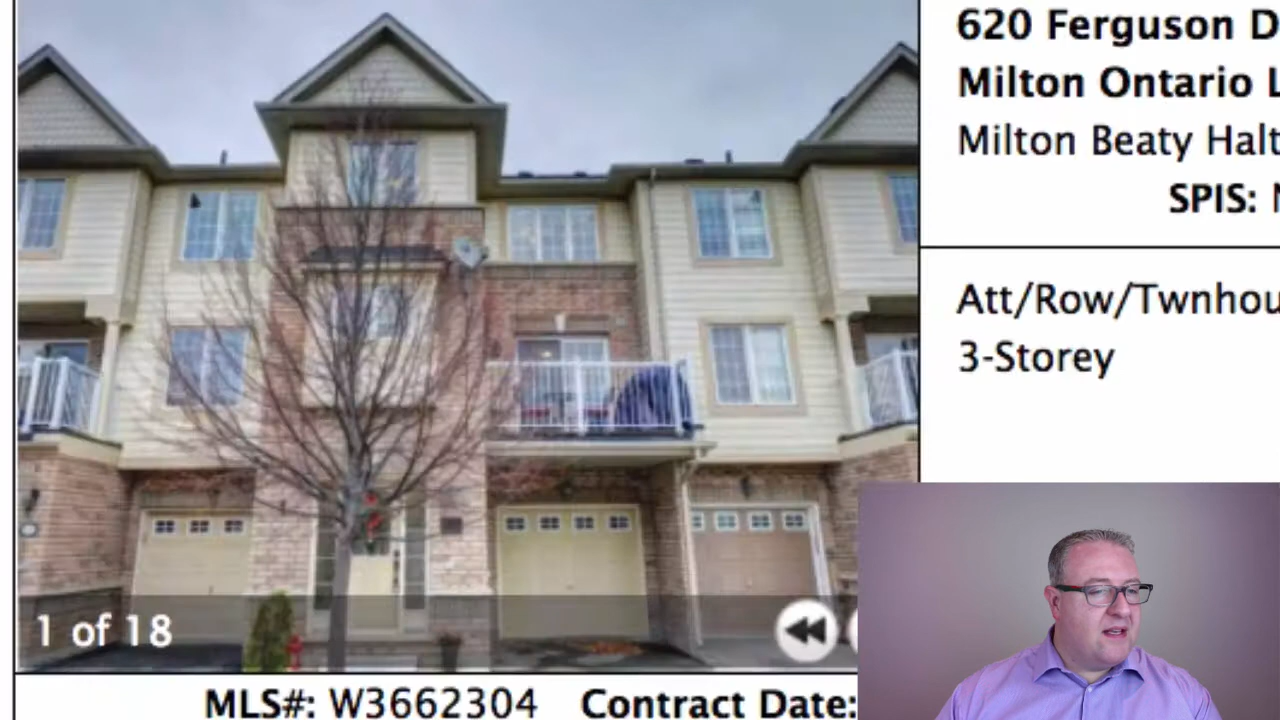 620 Ferguson D
Milton Ontario L
Milton Beaty Halt
SPIS: N
Att/Row/Twnhou
3-Storey
1 of 18
MLS#: W3662304 Contract Date: